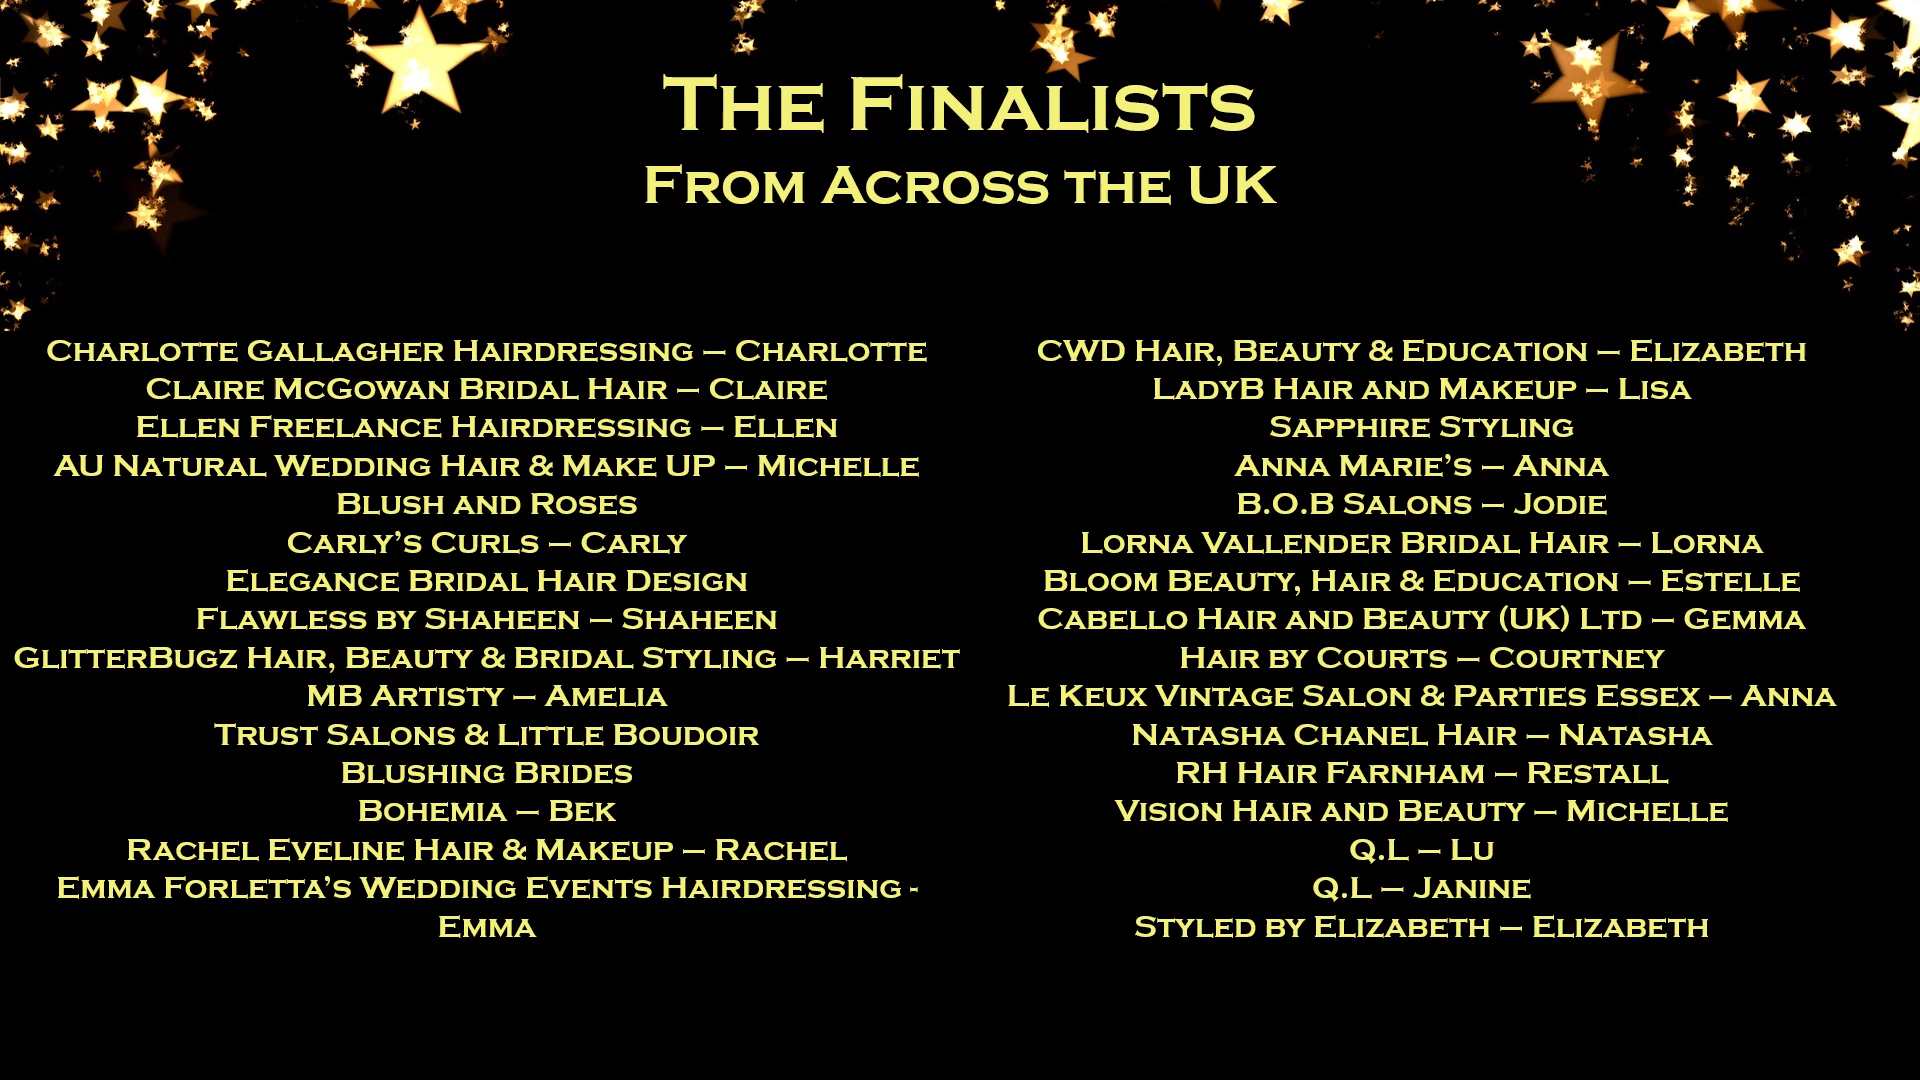 The Finalists
From Across the UK
Charlotte Gallagher Hairdressing – Charlotte
Claire McGowan Bridal Hair – Claire
Ellen Freelance Hairdressing – Ellen
AU Natural Wedding Hair & Make UP – Michelle
Blush and Roses
Carly’s Curls – Carly
Elegance Bridal Hair Design
Flawless by Shaheen – Shaheen
GlitterBugz Hair, Beauty & Bridal Styling – Harriet
MB Artisty – Amelia
Trust Salons & Little Boudoir
Blushing Brides
Bohemia – Bek
Rachel Eveline Hair & Makeup – Rachel
Emma Forletta’s Wedding Events Hairdressing -
Emma
CWD Hair, Beauty & Education – Elizabeth
LadyB Hair and Makeup – Lisa
Sapphire Styling
Anna Marie’s – Anna
B.O.B Salons – Jodie
Lorna Vallender Bridal Hair – Lorna
Bloom Beauty, Hair & Education – Estelle
Cabello Hair and Beauty (UK) Ltd – Gemma
Hair by Courts – Courtney
Le Keux Vintage Salon & Parties Essex – Anna
Natasha Chanel Hair – Natasha
RH Hair Farnham – Restall
Vision Hair and Beauty – Michelle
Q.L – Lu
Q.L – Janine
Styled by Elizabeth – Elizabeth